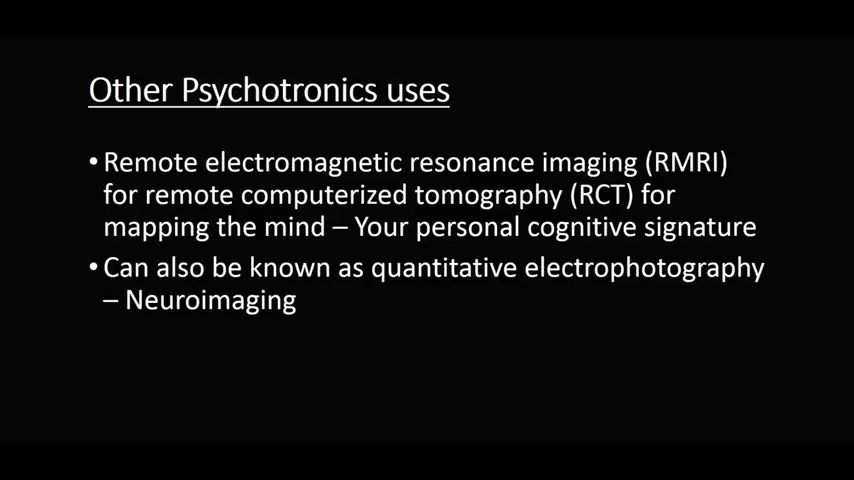 Other Psychotronics uses
• Remote electromagnetic resonance imaging (RMRI)
for remote computerized tomography (RCT) for
mapping the mind – Your personal cognitive signature
• Can also be known as quantitative electrophotography
– Neuroimaging